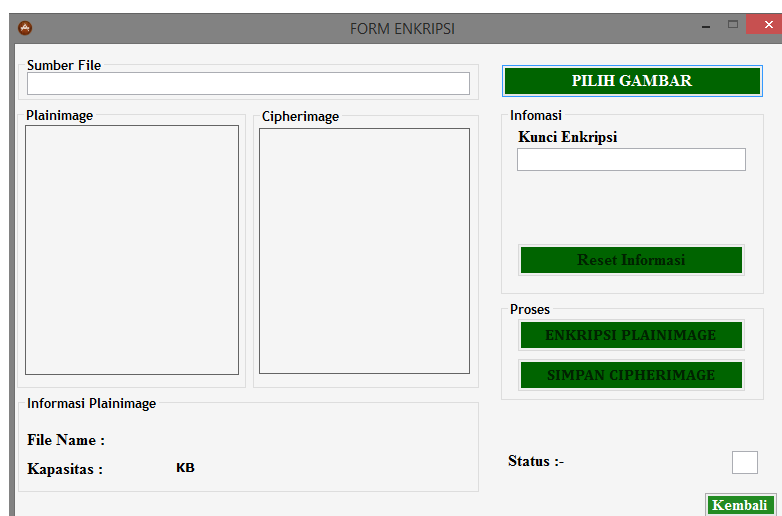 FORM ENKRIPSI
Sumber File
PILIH GAMBAR
Plainimage
Cipherimage
Infomasi
Kunci Enkripsi
Reset Informasi
Proses
ENKRIPSI PLAINIMAGE
SIMPAN CIPHERIMAGE
Informasi Plainimage
File Name :
Kapasitas : KB
Status :-
Kembali